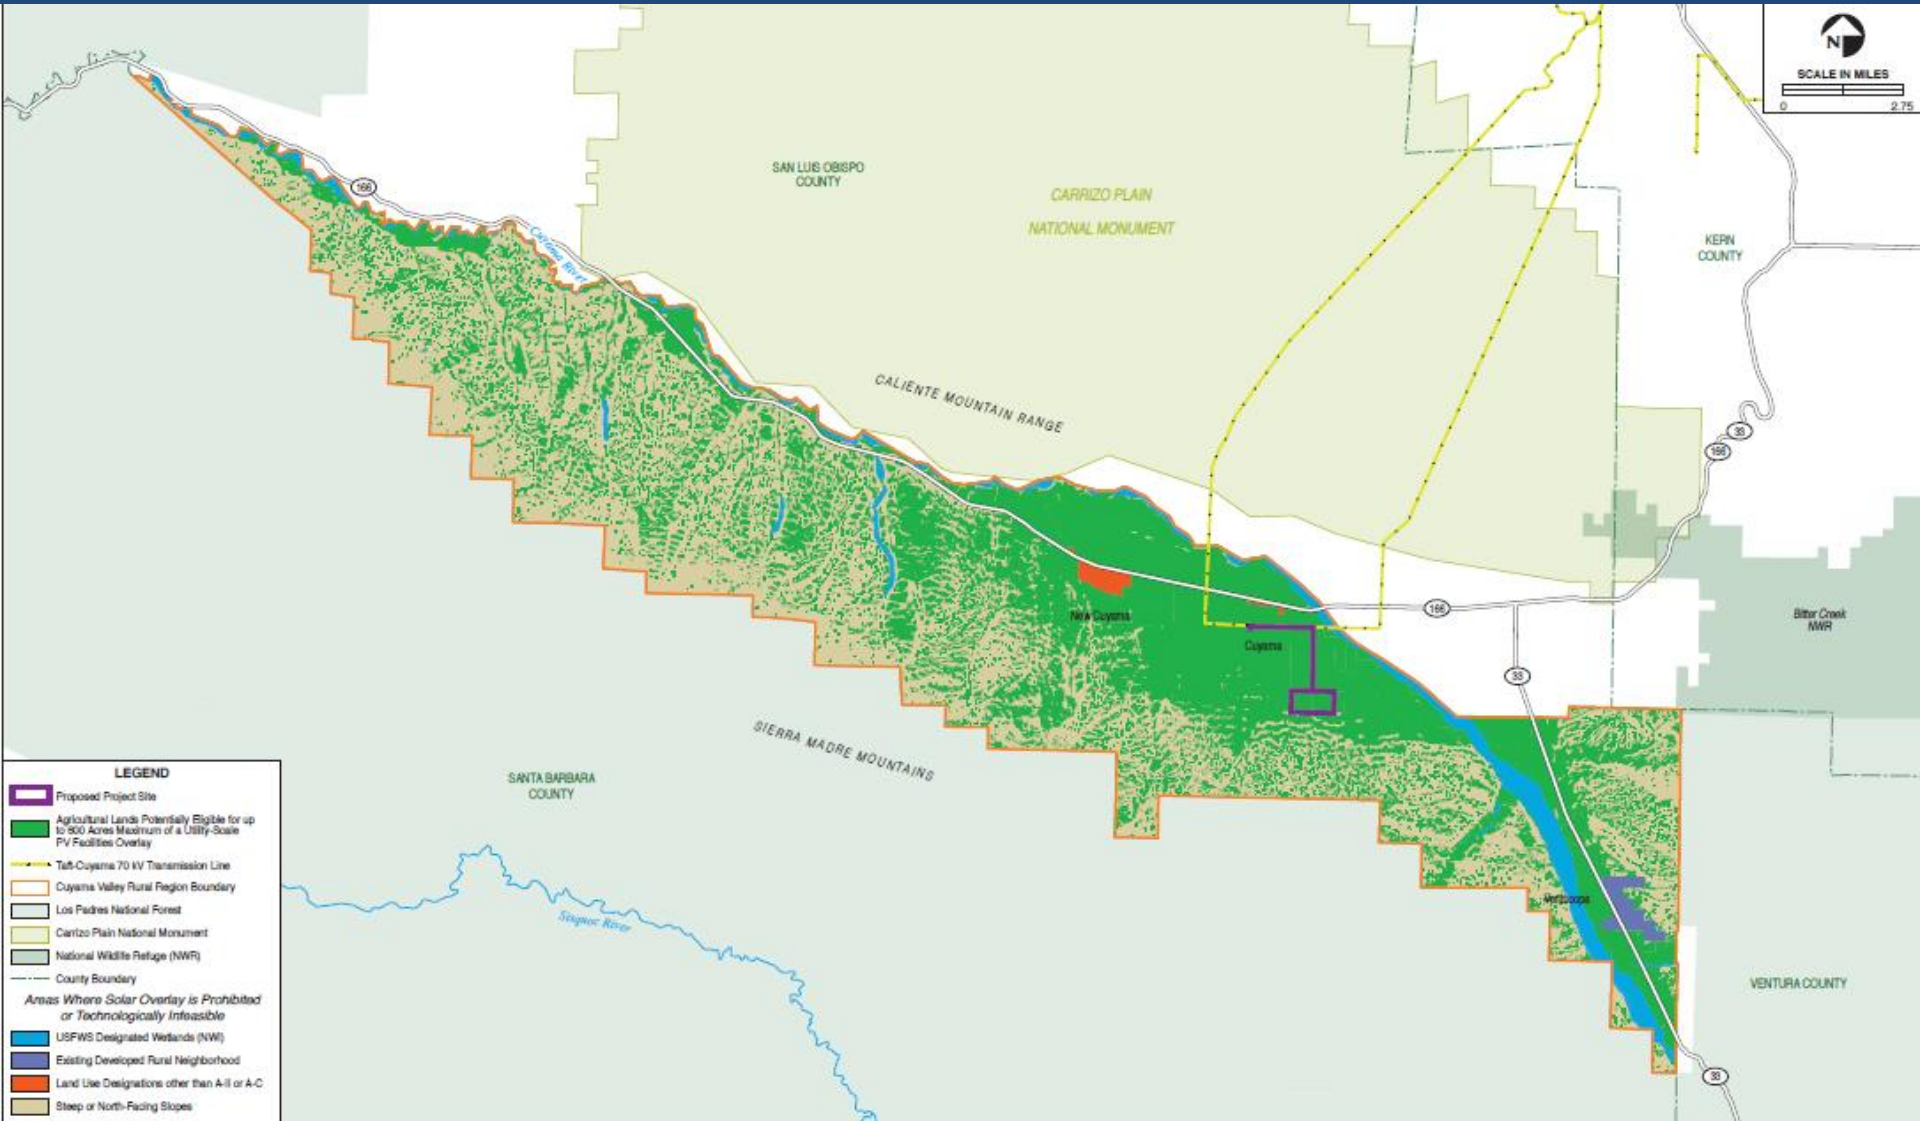 N
SCALE IN MILES
0 2.75
166
SAN LUIS OBISPO
COUNTY
CARRIZO PLAIN
NATIONAL MONUMENT
KERN
COUNTY
Cuyama River
CALIENTE MOUNTAIN RANGE
33
166
New Cuyama
Cuyama
166
Bitter Creek
NWR
33
SIERRA MADRE MOUNTAINS
SANTA BARBARA
COUNTY
Sisquoc River
Ventucopa
VENTURA COUNTY
33
LEGEND
Proposed Project Site
Agricultural Lands Potentially Eligible for up
to 600 Acres Maximum of a Utility-Scale
PV Facilities Overlay
Taft-Cuyama 70 kV Transmission Line
Cuyama Valley Rural Region Boundary
Los Padres National Forest
Carrizo Plain National Monument
National Wildlife Refuge (NWR)
County Boundary
Areas Where Solar Overlay is Prohibited
or Technologically Infeasible
USFWS Designated Wetlands (NWI)
Existing Developed Rural Neighborhood
Land Use Designations other than A-II or A-C
Steep or North-Facing Slopes